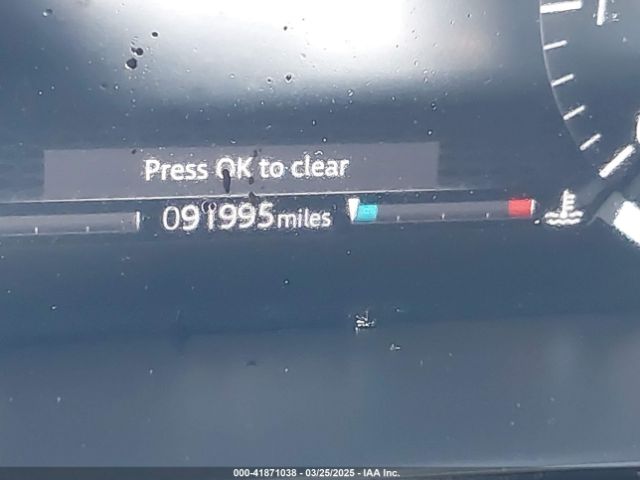 Press OK to clear
091995 miles
000-41871038 - 03/25/2025 - IAA Inc.